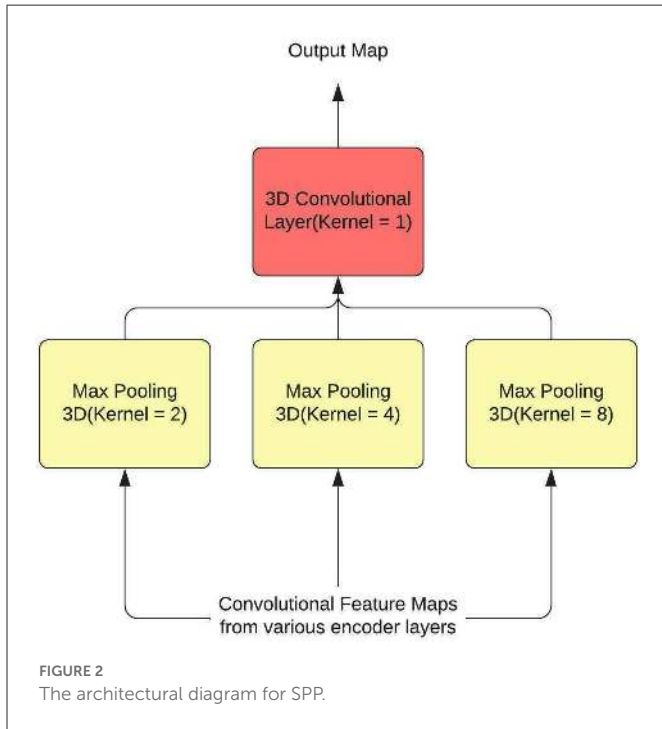 Output Map
3D Convolutional
Layer(Kernel = 1)
Max Pooling
3D(Kernel = 2)
Max Pooling
3D(Kernel = 4)
Max Pooling
3D(Kernel = 8)
Convolutional Feature Maps
from various encoder layers
FIGURE 2
The architectural diagram for SPP.